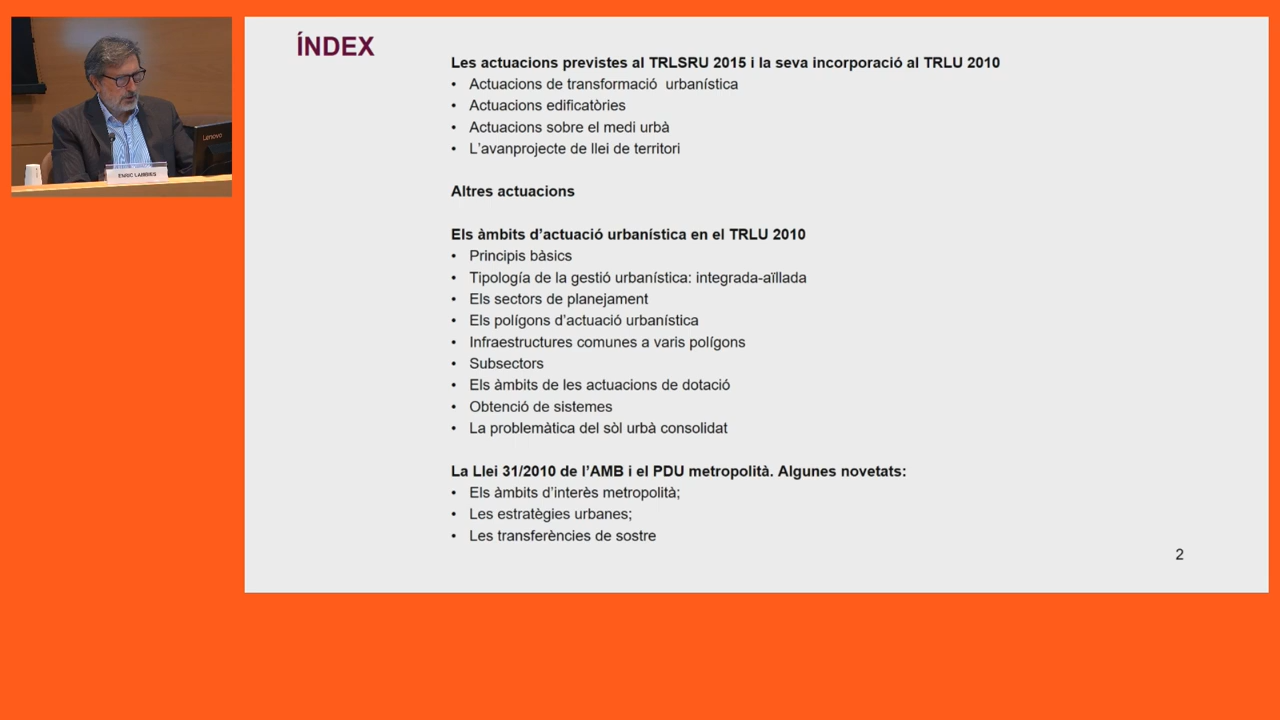 ÍNDEX
Les actuacions previstes al TRLSRU 2015 i la seva incorporació al TRLU 2010
• Actuacions de transformació  urbanística
• Actuacions edificatòries
• Actuacions sobre el medi urbà
• L’avanprojecte de llei de territori
Altres actuacions
Els àmbits d’actuació urbanística en el TRLU 2010
• Principis bàsics
• Tipología de la gestió urbanística: integrada-aïllada
• Els sectors de planejament
• Els polígons d’actuació urbanística
• Infraestructures comunes a varis polígons
• Subsectors
• Els àmbits de les actuacions de dotació
• Obtenció de sistemes
• La problemàtica del sòl urbà consolidat
La Llei 31/2010 de l’AMB i el PDU metropolità. Algunes novetats:
• Els àmbits d’interès metropolità;
• Les estratègies urbanes;
• Les transferències de sostre
2
Lenovo
ENRIC